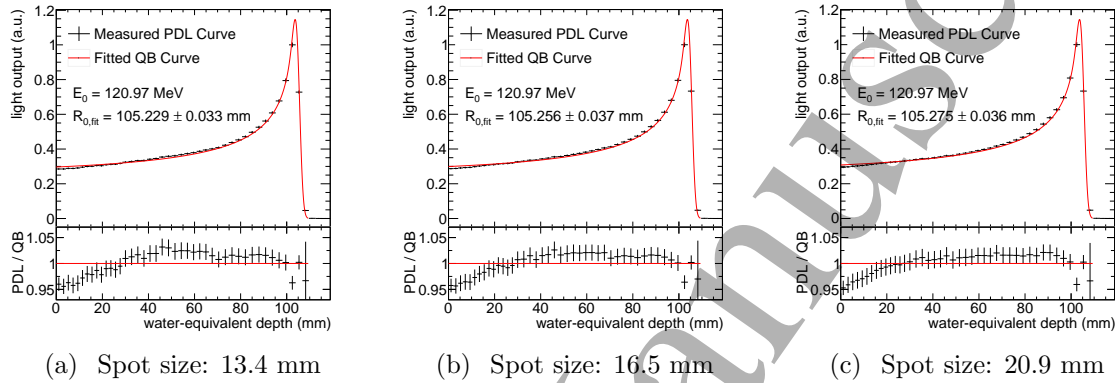 light output (a.u.)
1.2
1
0.8
0.6
0.4
0.2
0
Measured PDL Curve
Fitted QB Curve
E0 = 120.97 MeV
R0,fit = 105.229 ± 0.033 mm
PDL / QB
1.05
1
0.95
0 20 40 60 80 100 120
water-equivalent depth (mm)
(a) Spot size: 13.4 mm
light output (a.u.)
1.2
1
0.8
0.6
0.4
0.2
0
Measured PDL Curve
Fitted QB Curve
E0 = 120.97 MeV
R0,fit = 105.256 ± 0.037 mm
PDL / QB
1.05
1
0.95
0 20 40 60 80 100 120
water-equivalent depth (mm)
(b) Spot size: 16.5 mm
light output (a.u.)
1.2
1
0.8
0.6
0.4
0.2
0
Measured PDL Curve
Fitted QB Curve
E0 = 120.97 MeV
R0,fit = 105.275 ± 0.036 mm
PDL / QB
1.05
1
0.95
0 20 40 60 80 100 120
water-equivalent depth (mm)
(c) Spot size: 20.9 mm
anusc